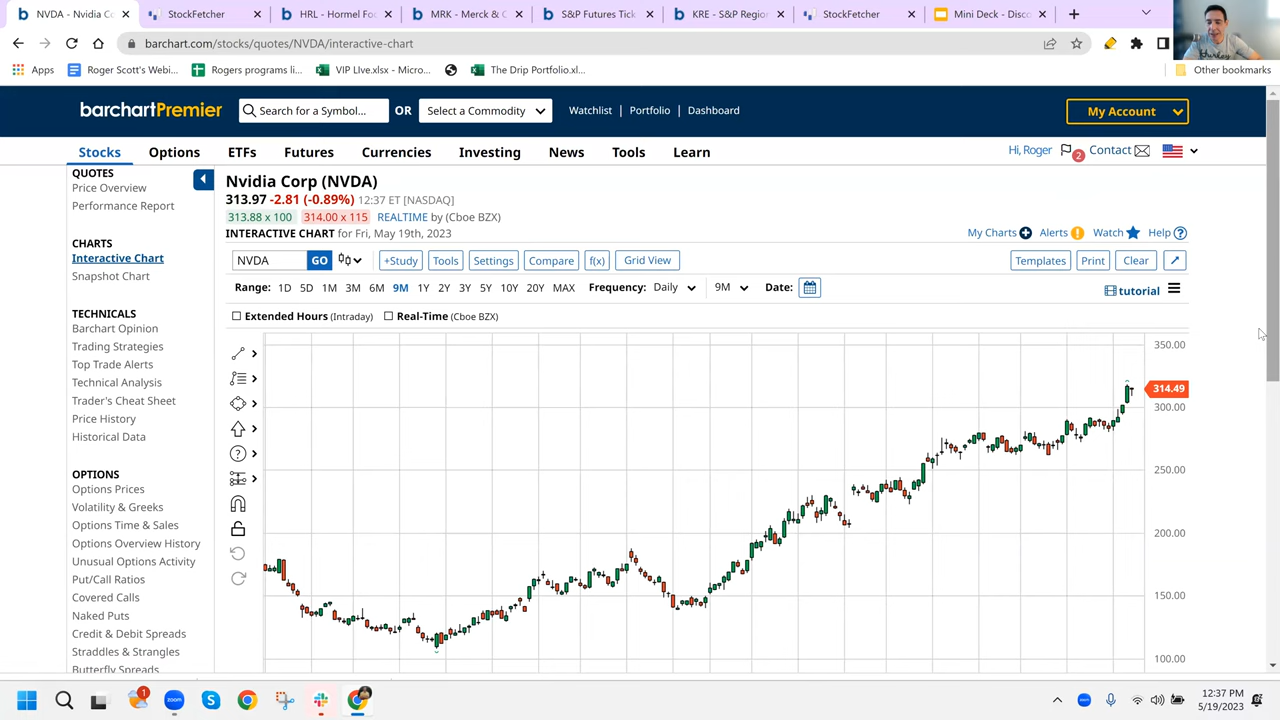 NVDA - Nvidia Co
StockFetcher
HRL - Hormel Fo
MRK - Merck & C
S&P Futures Tick
KRE - S&P Region
StockFetcher
Mini Deck - Disco
barchart.com/stocks/quotes/NVDA/interactive-chart
Apps
Roger Scott's Webi...
Rogers programs li...
VIP LIve.xlsx - Micro...
The Drip Portfolio.xl...
Other bookmarks
barchartPremier
Search for a Symbol...
OR
Select a Commodity
Watchlist | Portfolio | Dashboard
My Account
Stocks Options ETFs Futures Currencies Investing News Tools Learn
Hi, Roger
2
Contact
QUOTES
Price Overview
Performance Report
CHARTS
Interactive Chart
Snapshot Chart
TECHNICALS
Barchart Opinion
Trading Strategies
Top Trade Alerts
Technical Analysis
Trader's Cheat Sheet
Price History
Historical Data
OPTIONS
Options Prices
Volatility & Greeks
Options Time & Sales
Options Overview History
Unusual Options Activity
Put/Call Ratios
Covered Calls
Naked Puts
Credit & Debit Spreads
Straddles & Strangles
Butterfly Spreads
Nvidia Corp (NVDA)
313.97 -2.81 (-0.89%) 12:37 ET [NASDAQ]
313.88 x 100 314.00 x 115 REALTIME by (Cboe BZX)
INTERACTIVE CHART for Fri, May 19th, 2023
My Charts Alerts Watch Help
NVDA GO +Study Tools Settings Compare f(x) Grid View
Templates Print Clear
Range: 1D 5D 1M 3M 6M 9M 1Y 2Y 3Y 5Y 10Y 20Y MAX Frequency: Daily 9M Date:
tutorial
Extended Hours (Intraday) Real-Time (Cboe BZX)
350.00
314.49
300.00
250.00
200.00
150.00
100.00
1
12:37 PM
5/19/2023